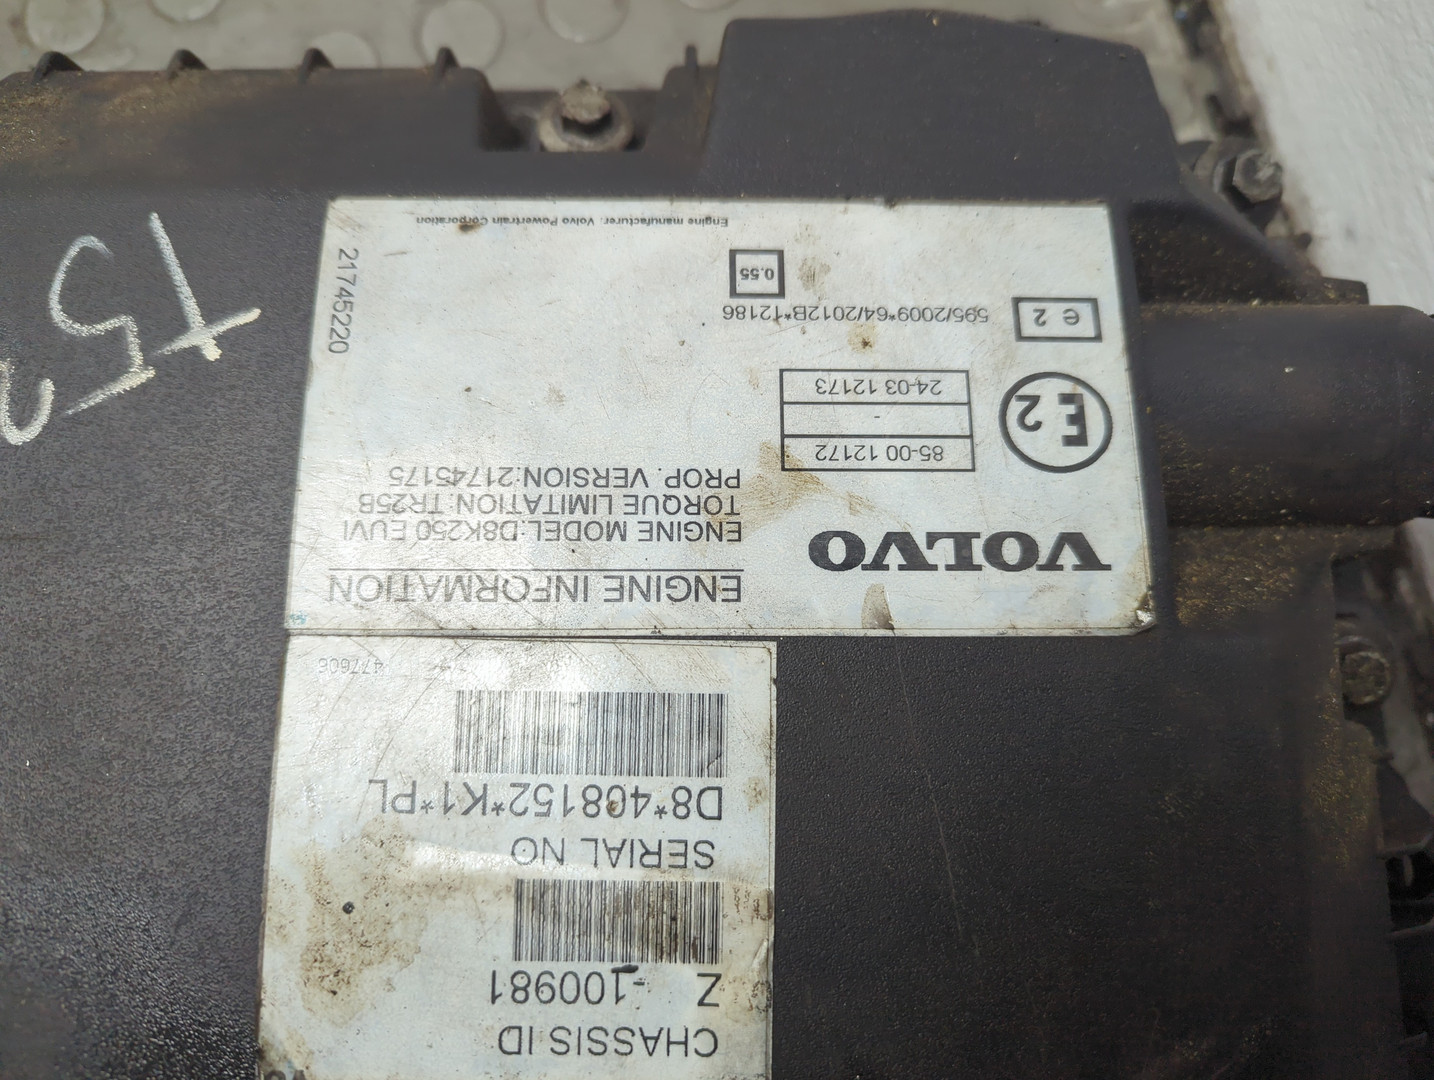 CHASSIS ID
Z -100981
SERIAL NO
D8*408152*K1*PL
477606
VOLVO
ENGINE INFORMATION
ENGINE MODEL:D8K250 EUVI
TORQUE LIMITATION:TR25B
PROP. VERSION:21745175
E2
85-00 12172
-
24-03 12173
e 2
595/2009*64/2012B*12186
0.55
Engine manufacturer, Volvo Powertrain Corporation
21745220